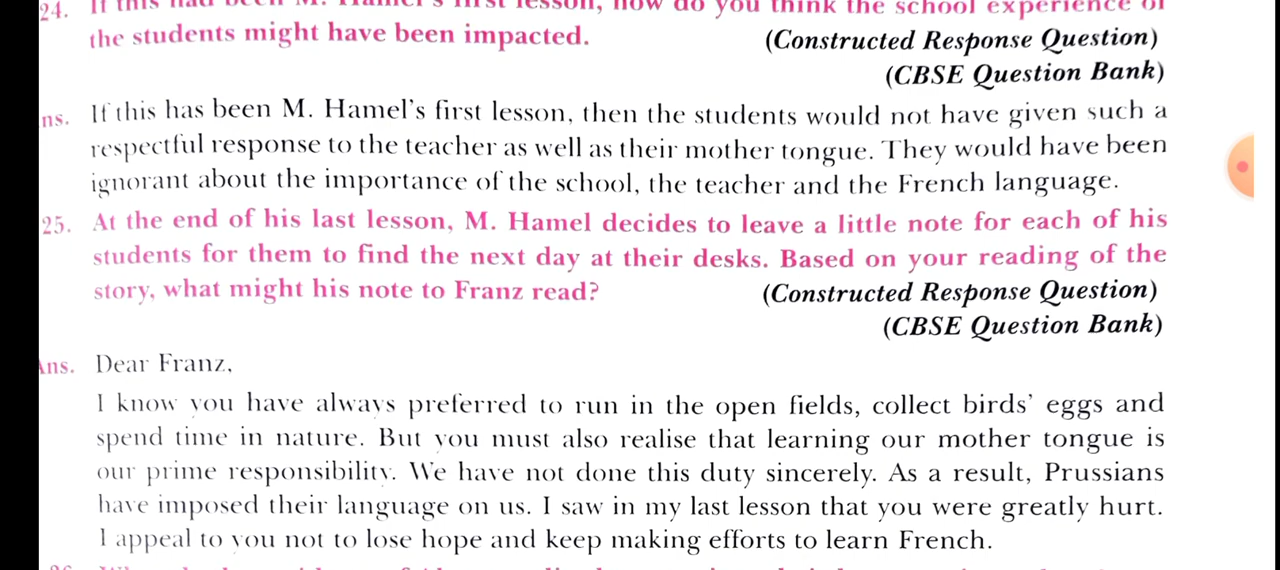 24. If this had been M. Hamel's first lesson, how do you think the school experience of
the students might have been impacted. (Constructed Response Question)
(CBSE Question Bank)
ns. If this has been M. Hamel's first lesson, then the students would not have given such a
respectful response to the teacher as well as their mother tongue. They would have been
ignorant about the importance of the school, the teacher and the French language.
25. At the end of his last lesson, M. Hamel decides to leave a little note for each of his
students for them to find the next day at their desks. Based on your reading of the
story, what might his note to Franz read? (Constructed Response Question)
(CBSE Question Bank)
Ans. Dear Franz,
I know you have always preferred to run in the open fields, collect birds' eggs and
spend time in nature. But you must also realise that learning our mother tongue is
our prime responsibility. We have not done this duty sincerely. As a result, Prussians
have imposed their language on us. I saw in my last lesson that you were greatly hurt.
I appeal to you not to lose hope and keep making efforts to learn French.